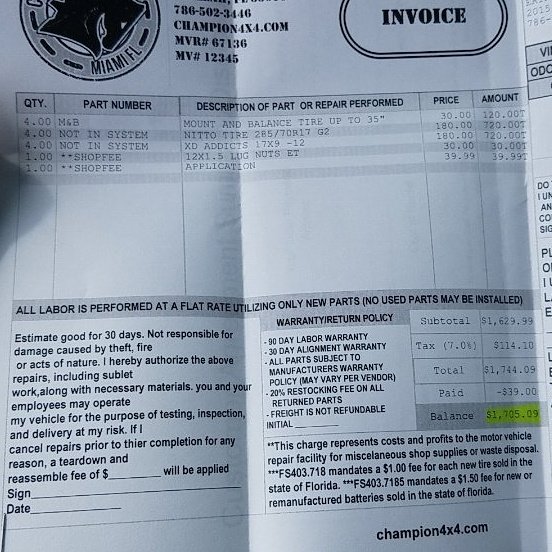 786-502-3446
CHAMPION4X4.COM
MVR# 67136
MV# 12345
MIAMI FL
INVOICE
QTY. PART NUMBER DESCRIPTION OF PART OR REPAIR PERFORMED PRICE AMOUNT
4.00 M&B MOUNT AND BALANCE TIRE UP TO 35" 30.00 120.00T
4.00 NOT IN SYSTEM NITTO TIRE 285/70R17 G2 180.00 720.00T
4.00 NOT IN SYSTEM XD ADDICTS 17X9 -12 180.00 720.00T
1.00 **SHOPFEE 12X1.5 LUG NUTS ET 30.00 30.00T
1.00 **SHOPFEE APPLICATION 39.99 39.99T
ALL LABOR IS PERFORMED AT A FLAT RATE UTILIZING ONLY NEW PARTS (NO USED PARTS MAY BE INSTALLED)
Estimate good for 30 days. Not responsible for
damage caused by theft, fire
or acts of nature. I hereby authorize the above
repairs, including sublet
work,along with necessary materials. you and your
employees may operate
my vehicle for the purpose of testing, inspection,
and delivery at my risk. If I
cancel repairs prior to thier completion for any
reason, a teardown and
reassemble fee of $ will be applied
Sign
Date
WARRANTY/RETURN POLICY
- 90 DAY LABOR WARRANTY
- 30 DAY ALIGNMENT WARRANTY
- ALL PARTS SUBJECT TO
MANUFACTURERS WARRANTY
POLICY (MAY VARY PER VENDOR)
- 20% RESTOCKING FEE ON ALL
RETURNED PARTS
- FREIGHT IS NOT REFUNDABLE
INITIAL
Subtotal $1,629.99
Tax (7.0%) $114.10
Total $1,744.09
Paid -$39.00
Balance $1,705.09
**This charge represents costs and profits to the motor vehicle
repair facility for miscelaneous shop supplies or waste disposal.
***FS403.718 mandates a $1.00 fee for each new tire sold in the
state of Florida. ***FS403.7185 mandates a $1.50 fee for new or
remanufactured batteries sold in the state of florida.
champion4x4.com